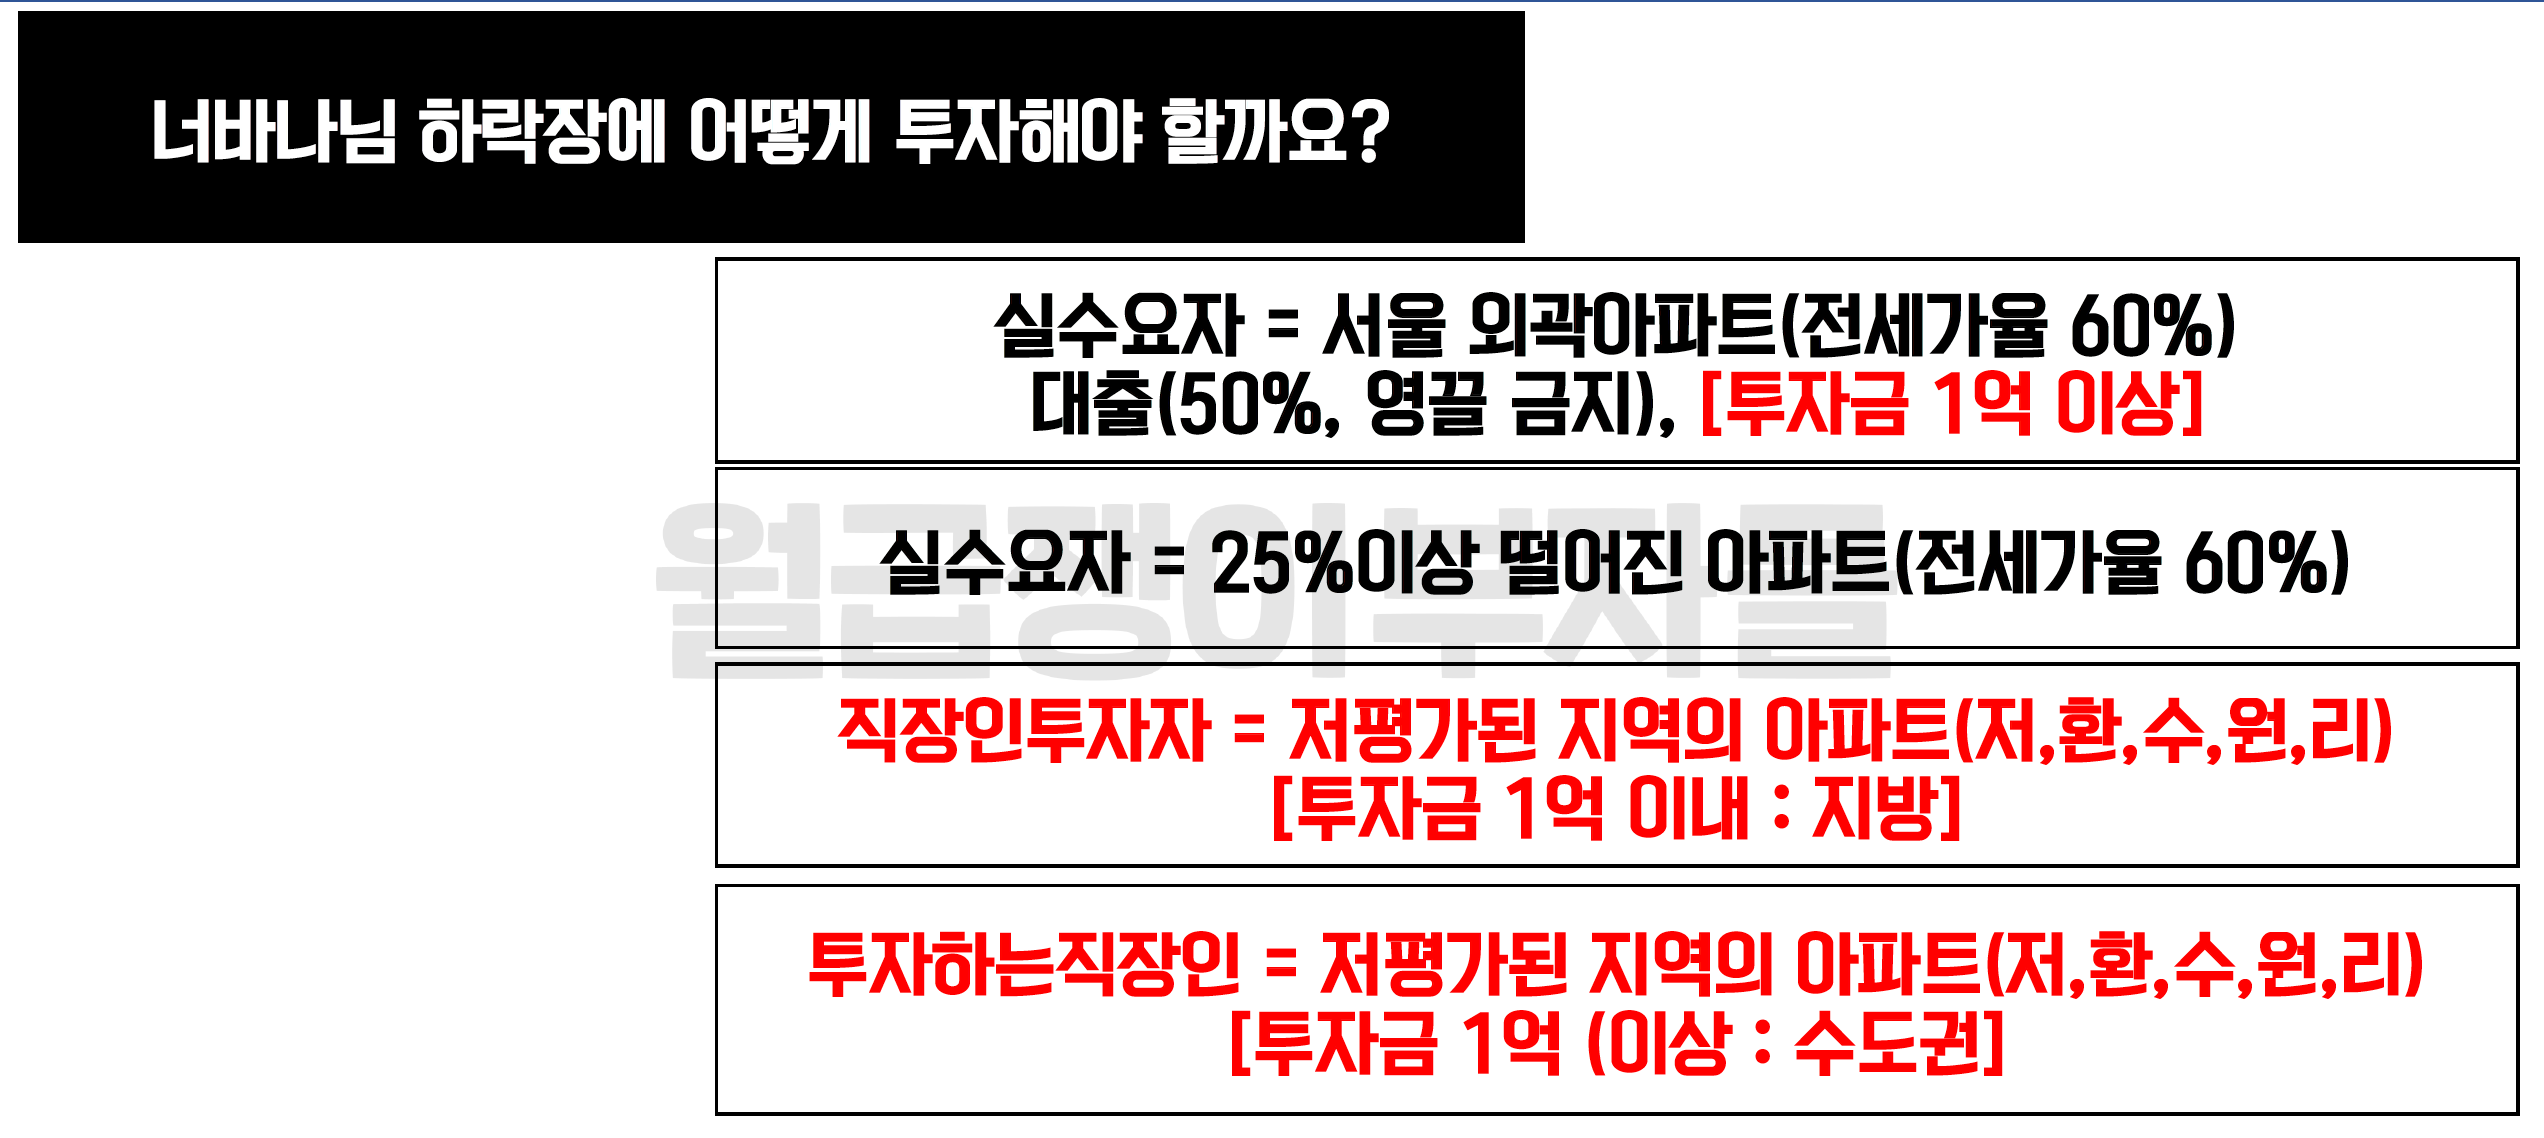 너바나님 하락장에 어떻게 투자해야 할까요?
실수요자 = 서울 외곽아파트(전세가율 60%)
대출(50%, 영끌 금지), [투자금 1억 이상]
월급쟁이부자들
실수요자 = 25%이상 떨어진 아파트(전세가율 60%)
직장인투자자 = 저평가된 지역의 아파트(저,환,수,원,리)
[투자금 1억 이내 : 지방]
투자하는직장인 = 저평가된 지역의 아파트(저,환,수,원,리)
[투자금 1억 (이상 : 수도권]